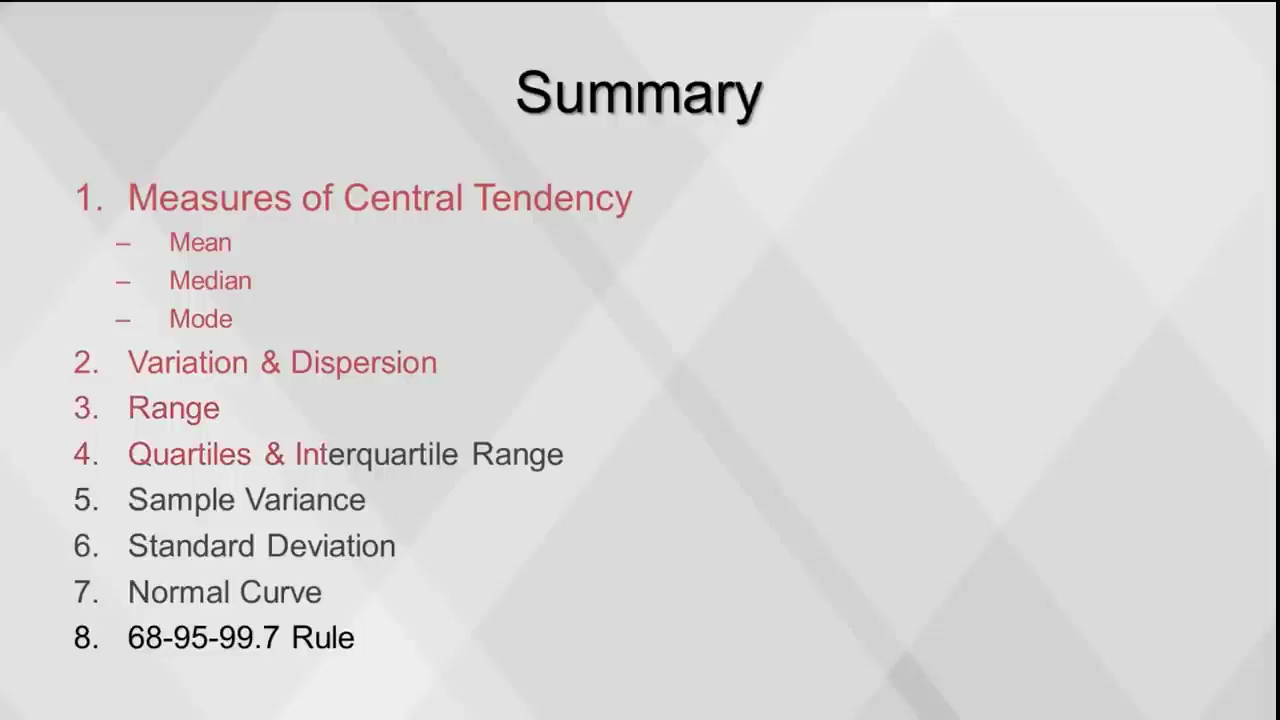 Summary
1. Measures of Central Tendency
– Mean
– Median
– Mode
2. Variation & Dispersion
3. Range
4. Quartiles & Interquartile Range
5. Sample Variance
6. Standard Deviation
7. Normal Curve
8. 68-95-99.7 Rule